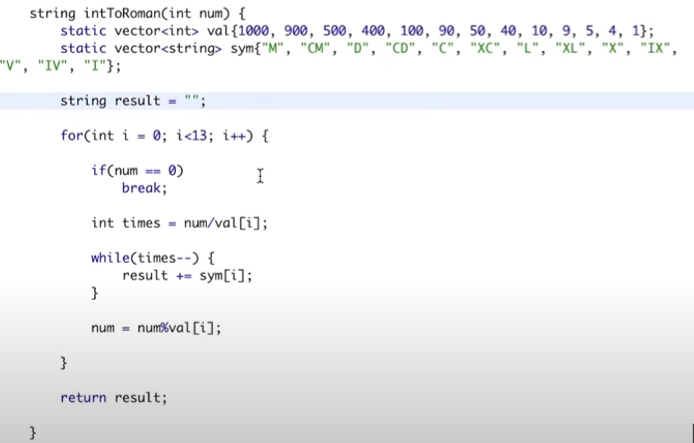 string intToRoman(int num) {
static vector<int> val{1000, 900, 500, 400, 100, 90, 50, 40, 10, 9, 5, 4, 1};
static vector<string> sym{"M", "CM", "D", "CD", "C", "XC", "L", "XL", "X", "IX",
"V", "IV", "I"};
string result = "";
for(int i = 0; i<13; i++) {
if(num == 0)
break;
int times = num/val[i];
while(times--) {
result += sym[i];
}
num = num%val[i];
}
return result;
}